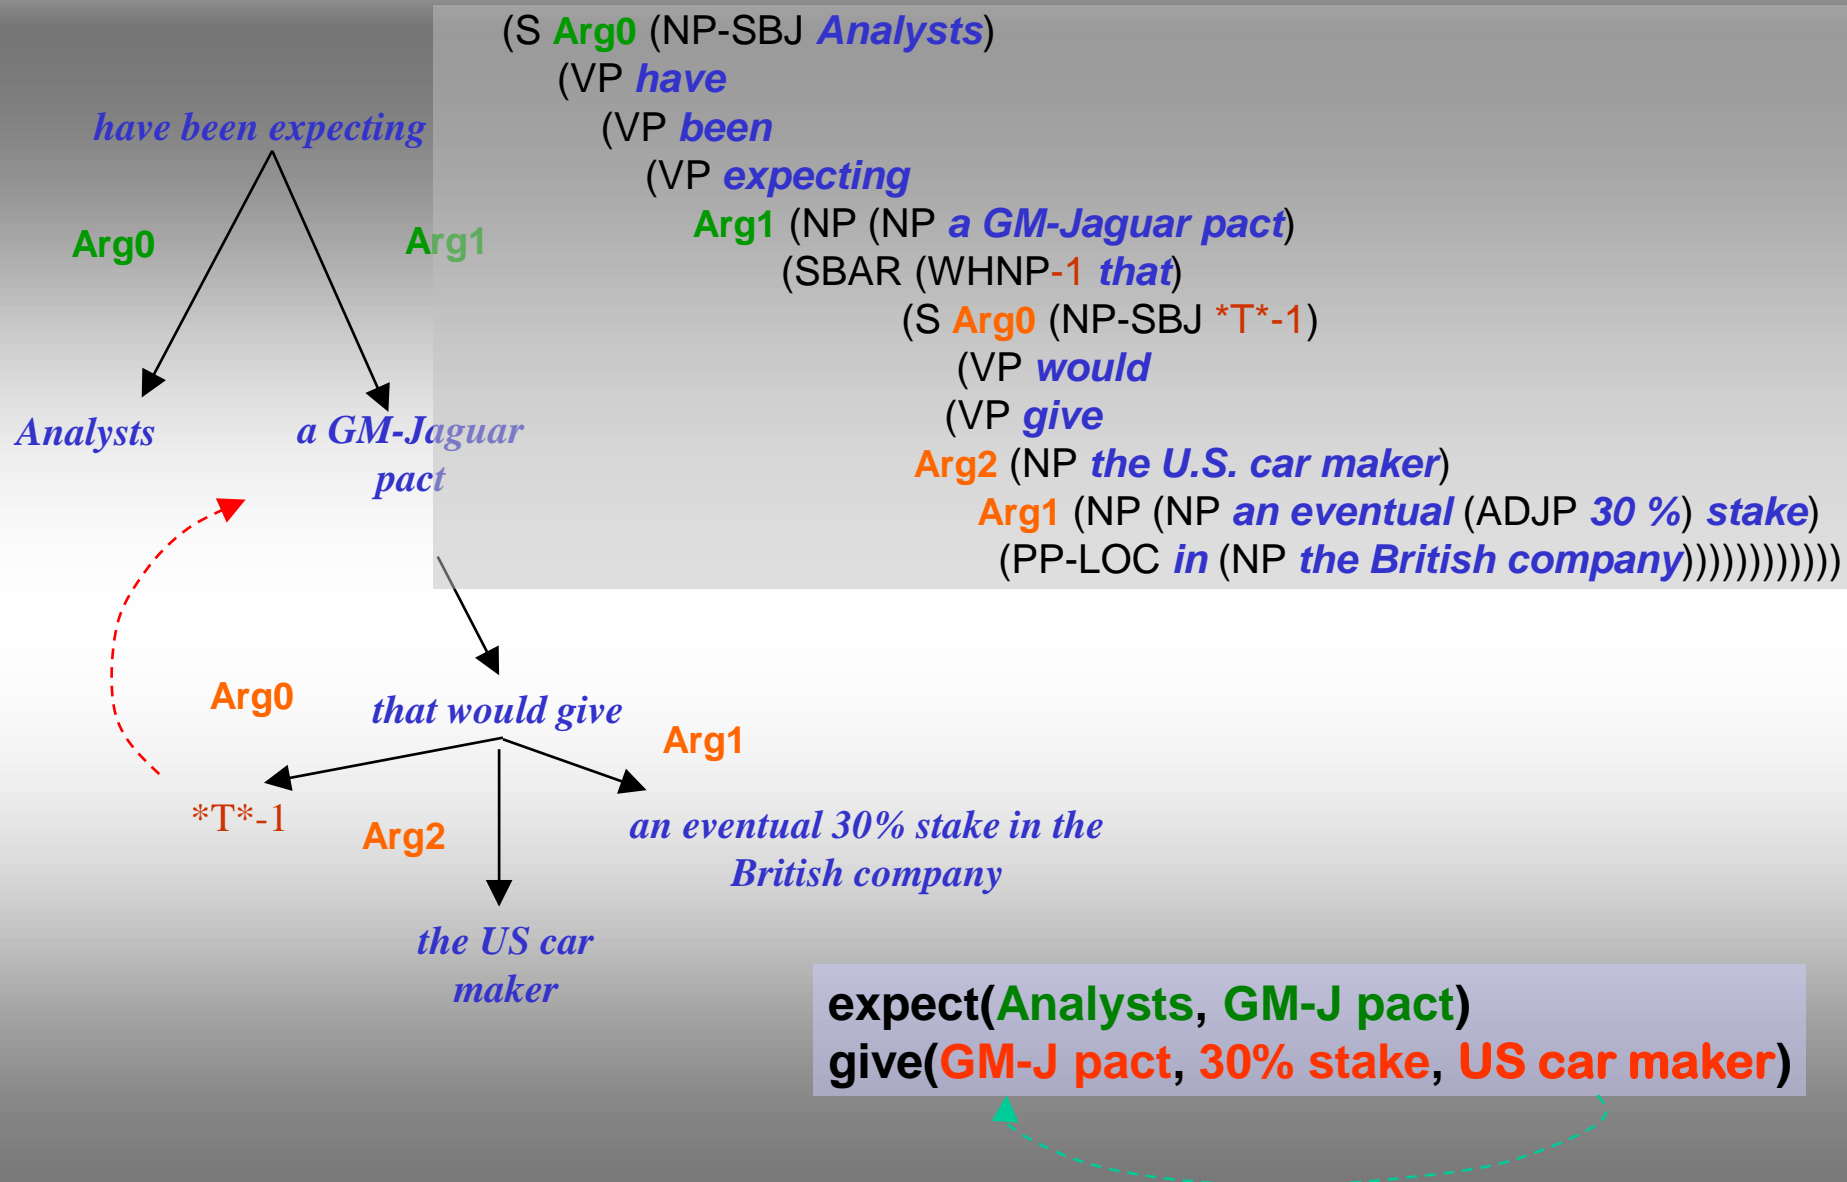 (S Arg0 (NP-SBJ Analysts)
(VP have
(VP been
(VP expecting
Arg1 (NP (NP a GM-Jaguar pact)
(SBAR (WHNP-1 that)
(S Arg0 (NP-SBJ *T*-1)
(VP would
(VP give
Arg2 (NP the U.S. car maker)
Arg1 (NP (NP an eventual (ADJP 30 %) stake)
(PP-LOC in (NP the British company))))))))))))
have been expecting
Arg0 Arg1
Analysts
a GM-Jaguar
pact
Arg0
that would give
Arg1
*T*-1
Arg2
an eventual 30% stake in the
British company
the US car
maker
expect(Analysts, GM-J pact)
give(GM-J pact, 30% stake, US car maker)